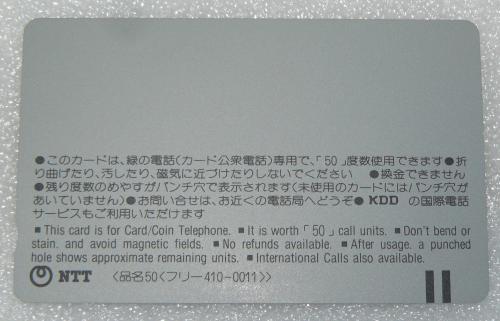 ●このカードは、緑の電話(カード公衆電話)専用で、「50」度数使用できます●折
り曲げたり、汚したり、磁気に近づけたりしないでください ●換金できません
●残り度数のめやすがパンチ穴で表示されます(未使用のカードにはパンチ穴が
あいていません)●お問い合せは、お近くの電話局へどうぞ● KDD の国際電話
サービスもご利用いただけます
■ This card is for Card/Coin Telephone. ■ It is worth「50」call units. ■ Don't bend or
stain. and avoid magnetic fields. ■ No refunds available. ■ After usage. a punched
hole shows approximate remaining units. ■ International Calls also available.
NTT 〈品名50〈フリー410-0011〉〉